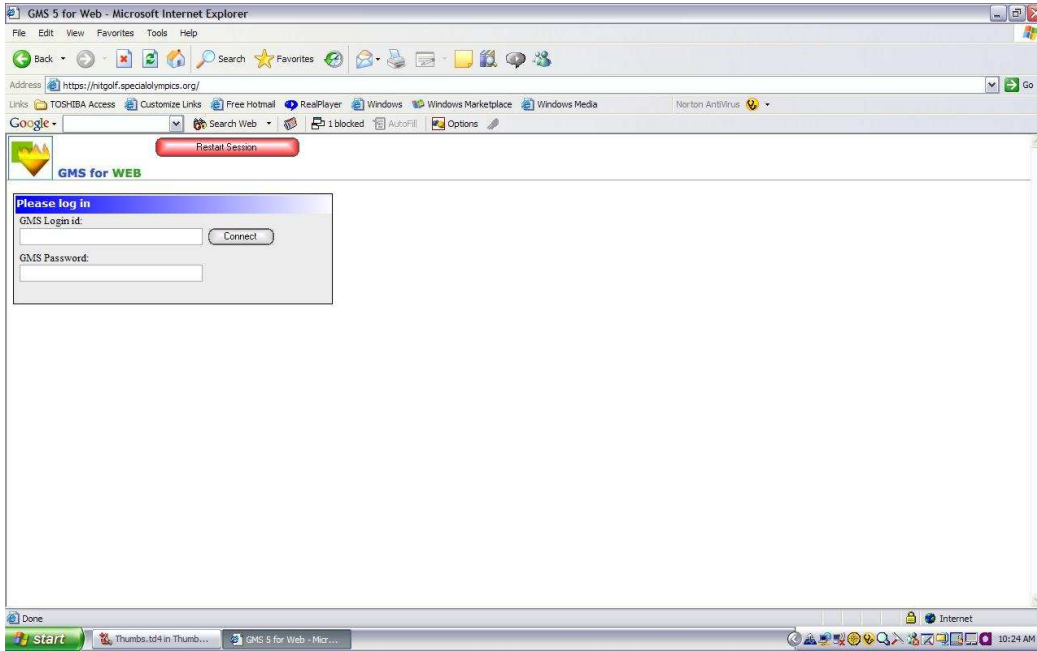 GMS 5 for Web - Microsoft Internet Explorer
File Edit View Favorites Tools Help
Back Search Favorites
Address https://nitgolf.specialolympics.org/ Go
Links TOSHIBA Access Customize Links Free Hotmail RealPlayer Windows Windows Marketplace Windows Media Norton AntiVirus
Google Search Web 1 blocked AutoFill Options
Restart Session
GMS for WEB
Please log in
GMS Login id:
Connect
GMS Password:
Done Internet
start Thumbs.td4 in Thumb... GMS 5 for Web - Micr... 10:24 AM